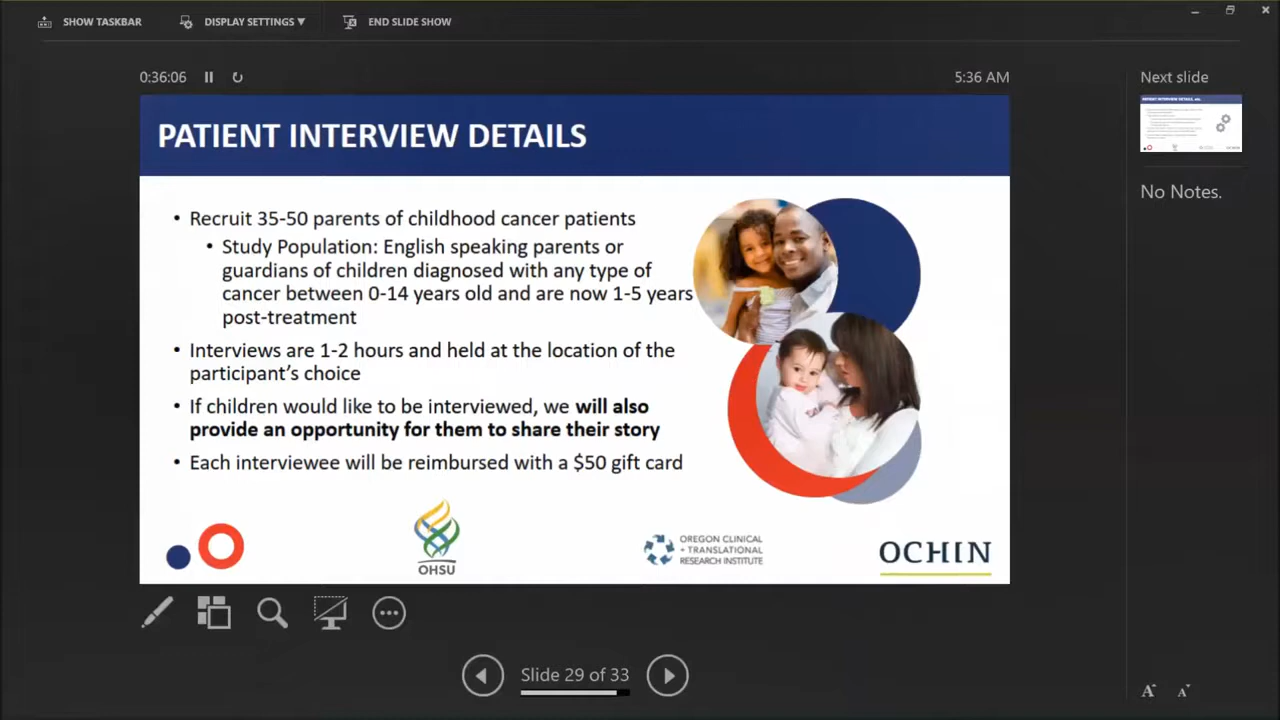 SHOW TASKBAR DISPLAY SETTINGS ▼ END SLIDE SHOW
0:36:06 5:36 AM
Next slide
PATIENT INTERVIEW DETAILS
No Notes.
• Recruit 35-50 parents of childhood cancer patients
• Study Population: English speaking parents or
guardians of children diagnosed with any type of
cancer between 0-14 years old and are now 1-5 years
post-treatment
• Interviews are 1-2 hours and held at the location of the
participant's choice
• If children would like to be interviewed, we will also
provide an opportunity for them to share their story
• Each interviewee will be reimbursed with a $50 gift card
OHSU
OREGON CLINICAL
+ TRANSLATIONAL
RESEARCH INSTITUTE
OCHIN
Slide 29 of 33
A A